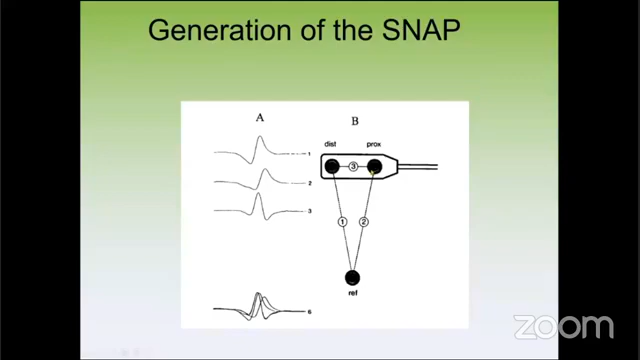 Generation of the SNAP
A
B
dist
prox
1
3
2
1
2
3
ref
6
zoom